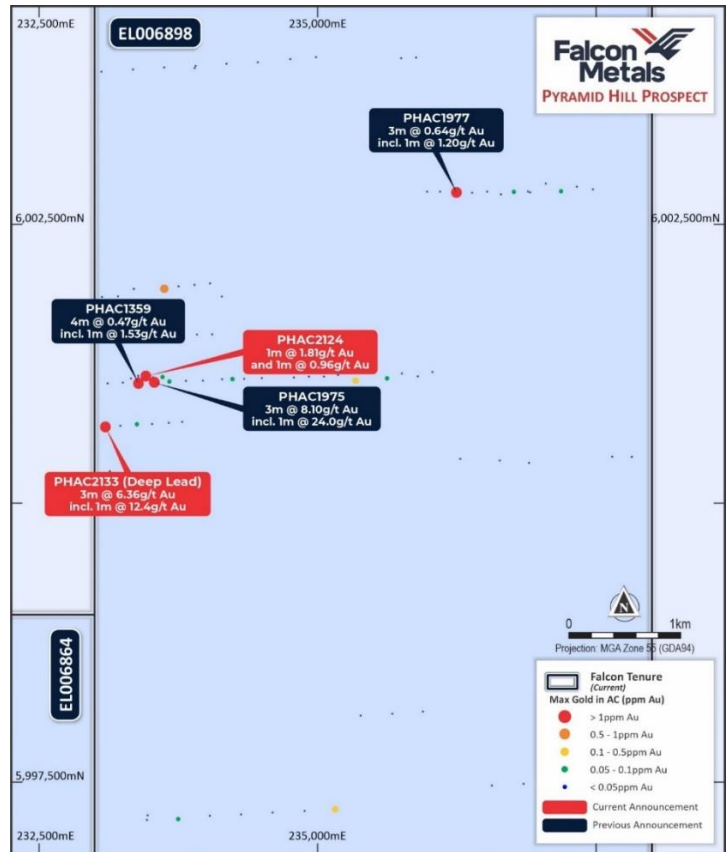 232,500mE
235,000mE
EL006898
Falcon
Metals
PYRAMID HILL PROSPECT
PHAC1977
3m @ 0.64g/t Au
incl. 1m @ 1.20g/t Au
6,002,500mN
6,002,500mN
PHAC1359
4m @ 0.47g/t Au
incl. 1m @ 1.53g/t Au
PHAC2124
1m @ 1.81g/t Au
and 1m @ 0.96g/t Au
PHAC1975
3m @ 8.10g/t Au
incl. 1m @ 24.0g/t Au
PHAC2133 (Deep Lead)
3m @ 6.36g/t Au
incl. 1m @ 12.4g/t Au
N
0 1km
Projection: MGA Zone 55 (GDA94)
EL006864
Falcon Tenure
(Current)
Max Gold in AC (ppm Au)
> 1ppm Au
0.5 - 1ppm Au
0.1 - 0.5ppm Au
0.05 - 0.1ppm Au
< 0.05ppm Au
Current Announcement
Previous Announcement
5,997,500mN
232,500mE
235,000mE